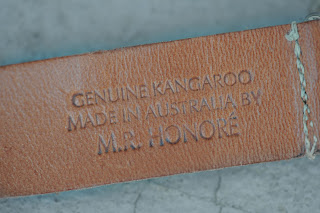 GENUINE KANGAROO
MADE IN AUSTRALIA BY
M.R. HONORÉ